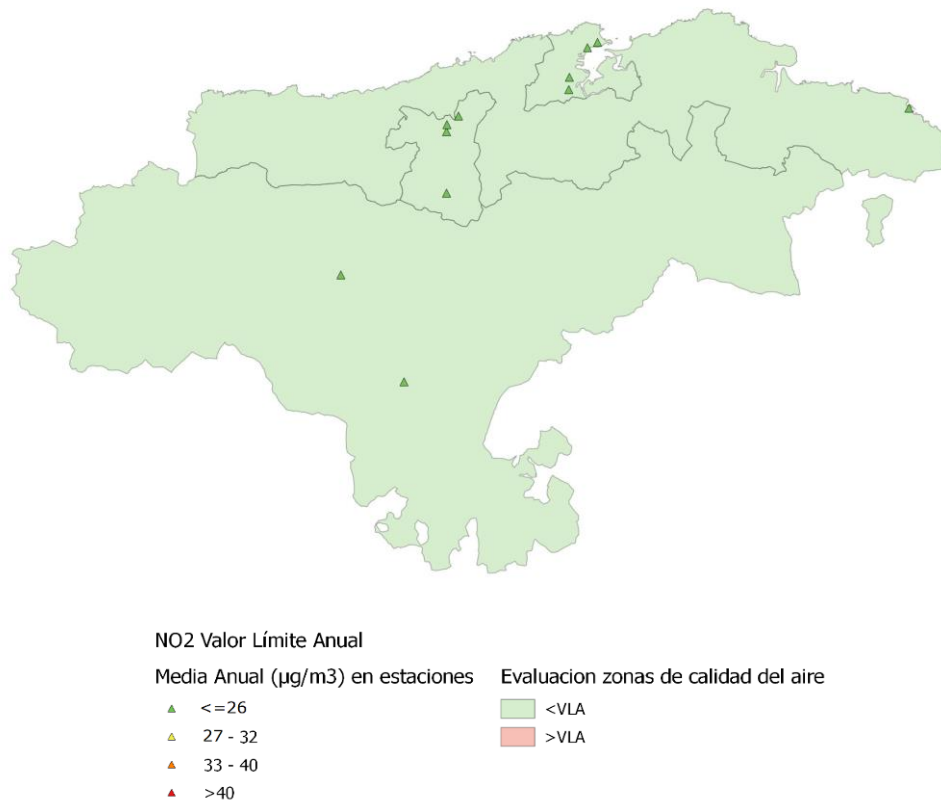 NO2 Valor Límite Anual
Media Anual (µg/m3) en estaciones
<=26
27 - 32
33 - 40
>40
Evaluacion zonas de calidad del aire
<VLA
>VLA